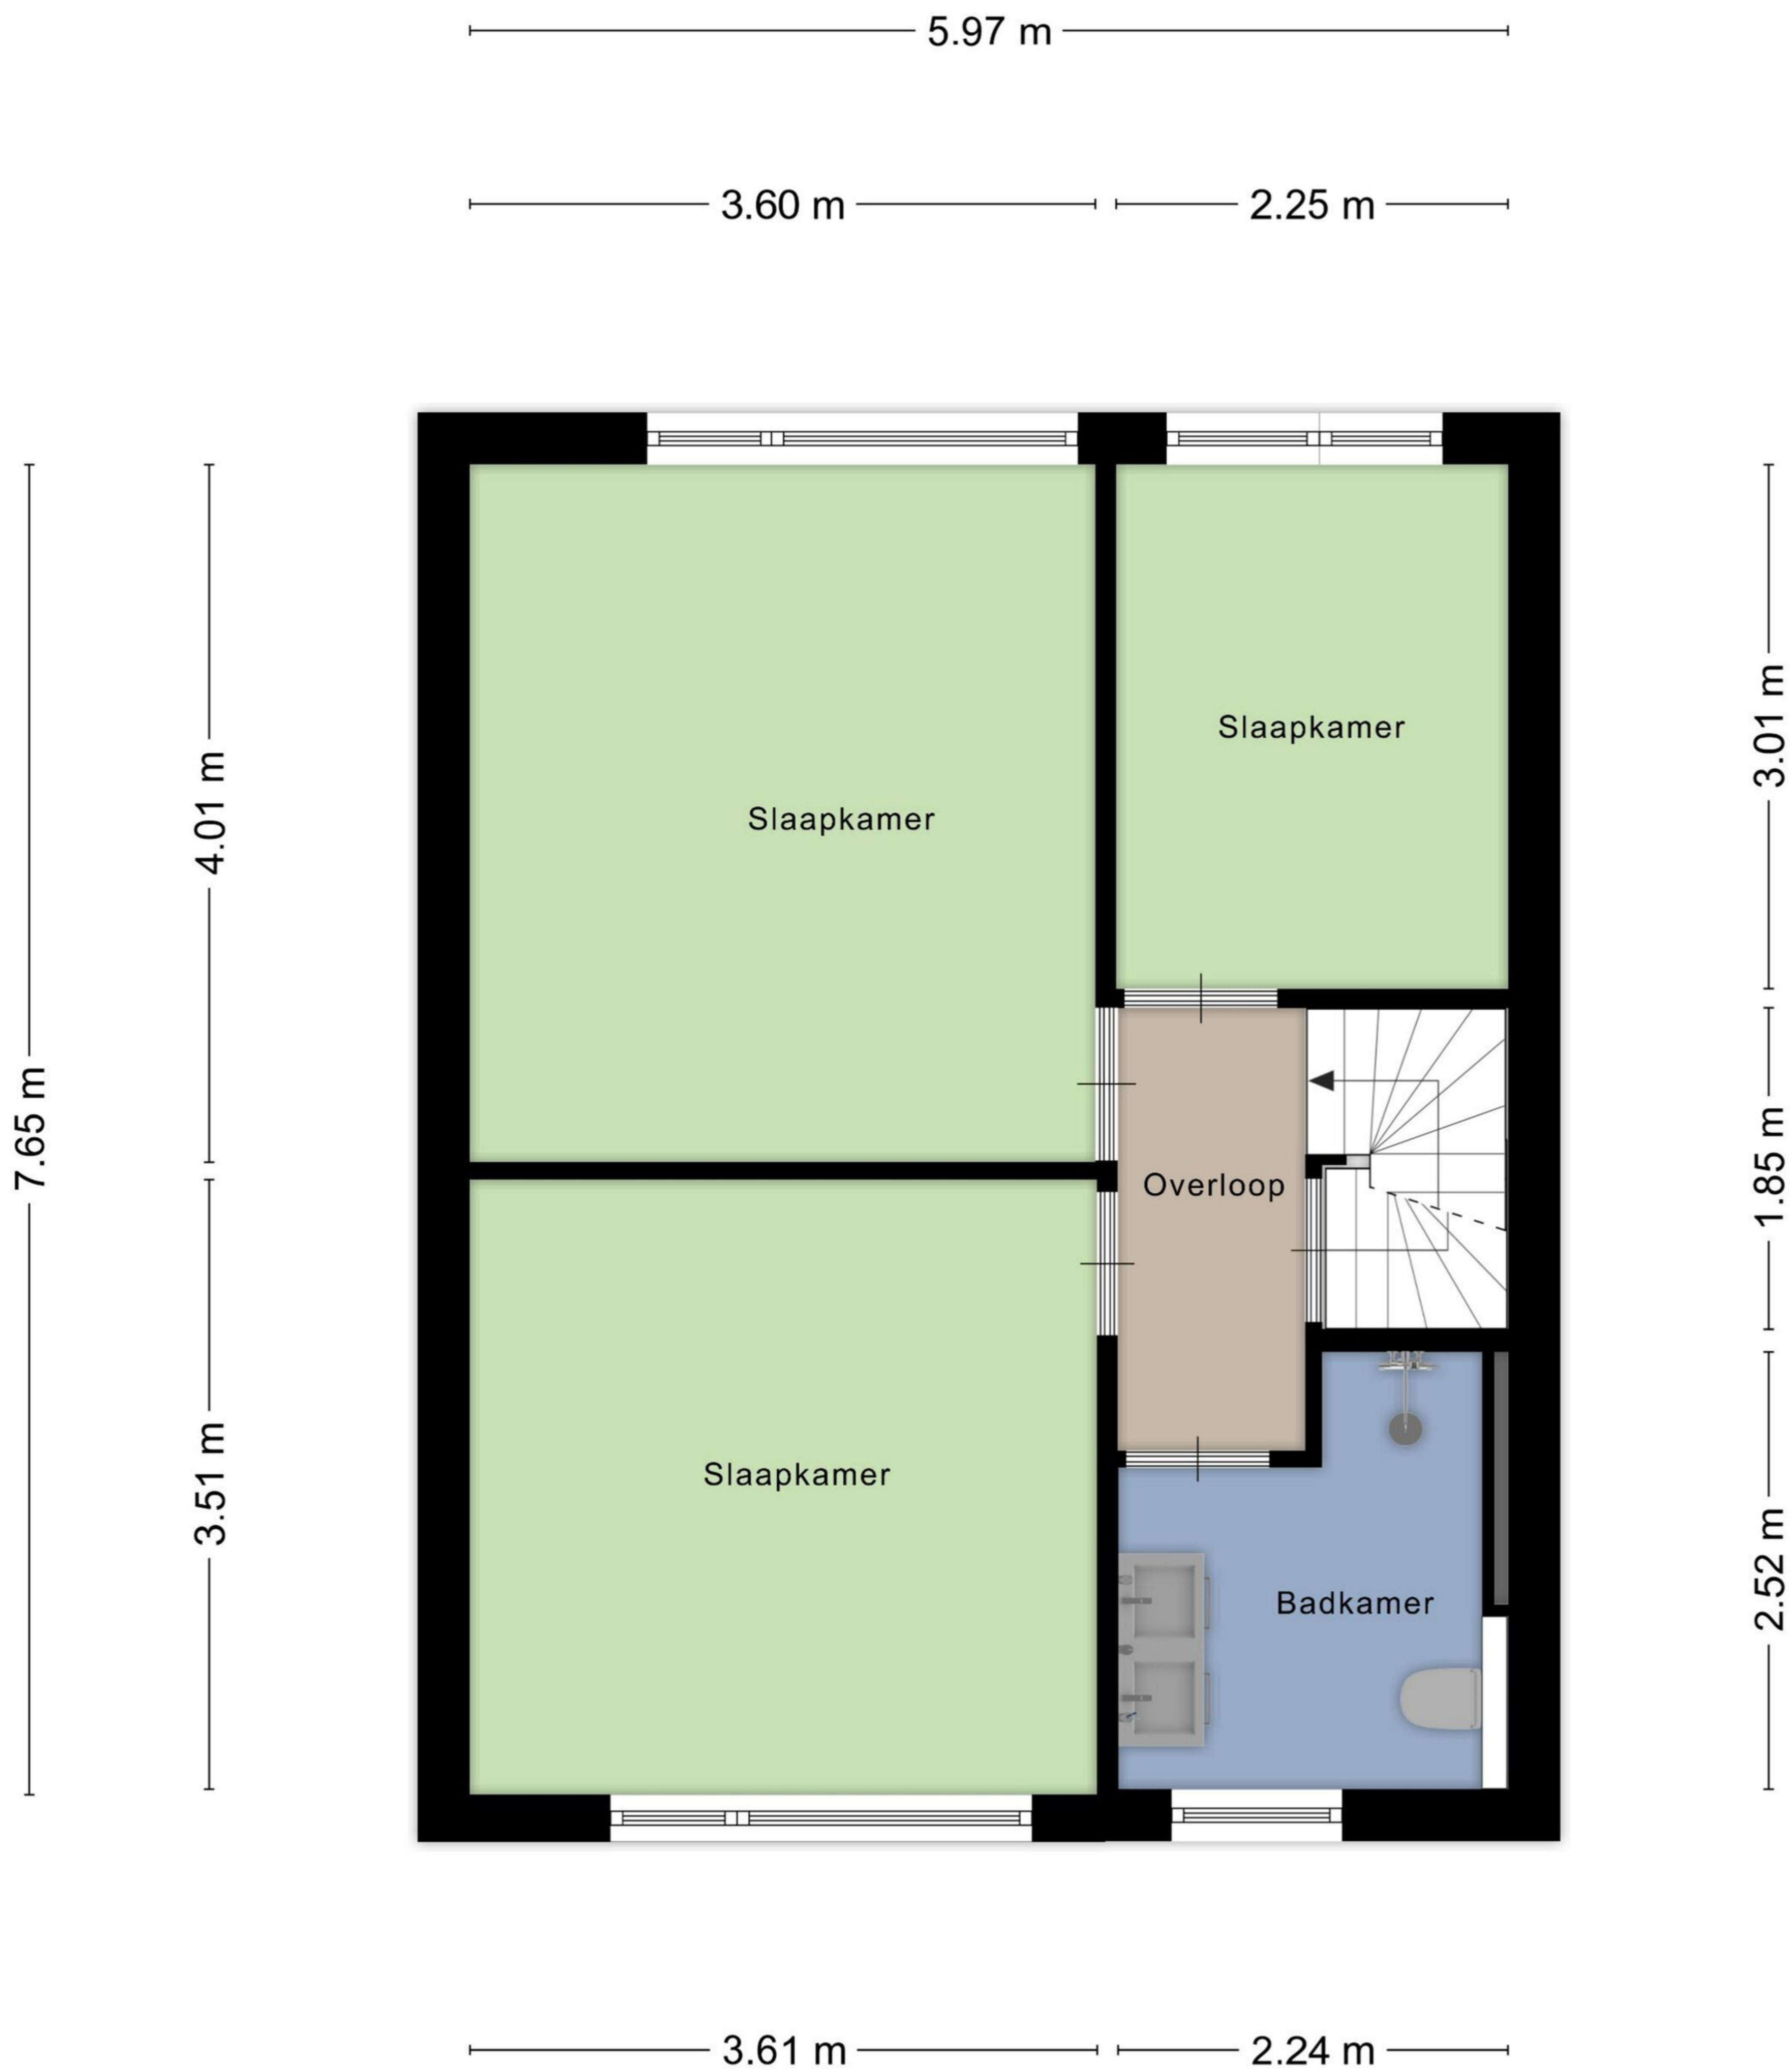 5.97 m
3.60 m
2.25 m
3.01 m
Slaapkamer
4.01 m
Slaapkamer
7.65 m
1.85 m
Overloop
Slaapkamer
3.51 m
2.52 m
Badkamer
3.61 m
2.24 m